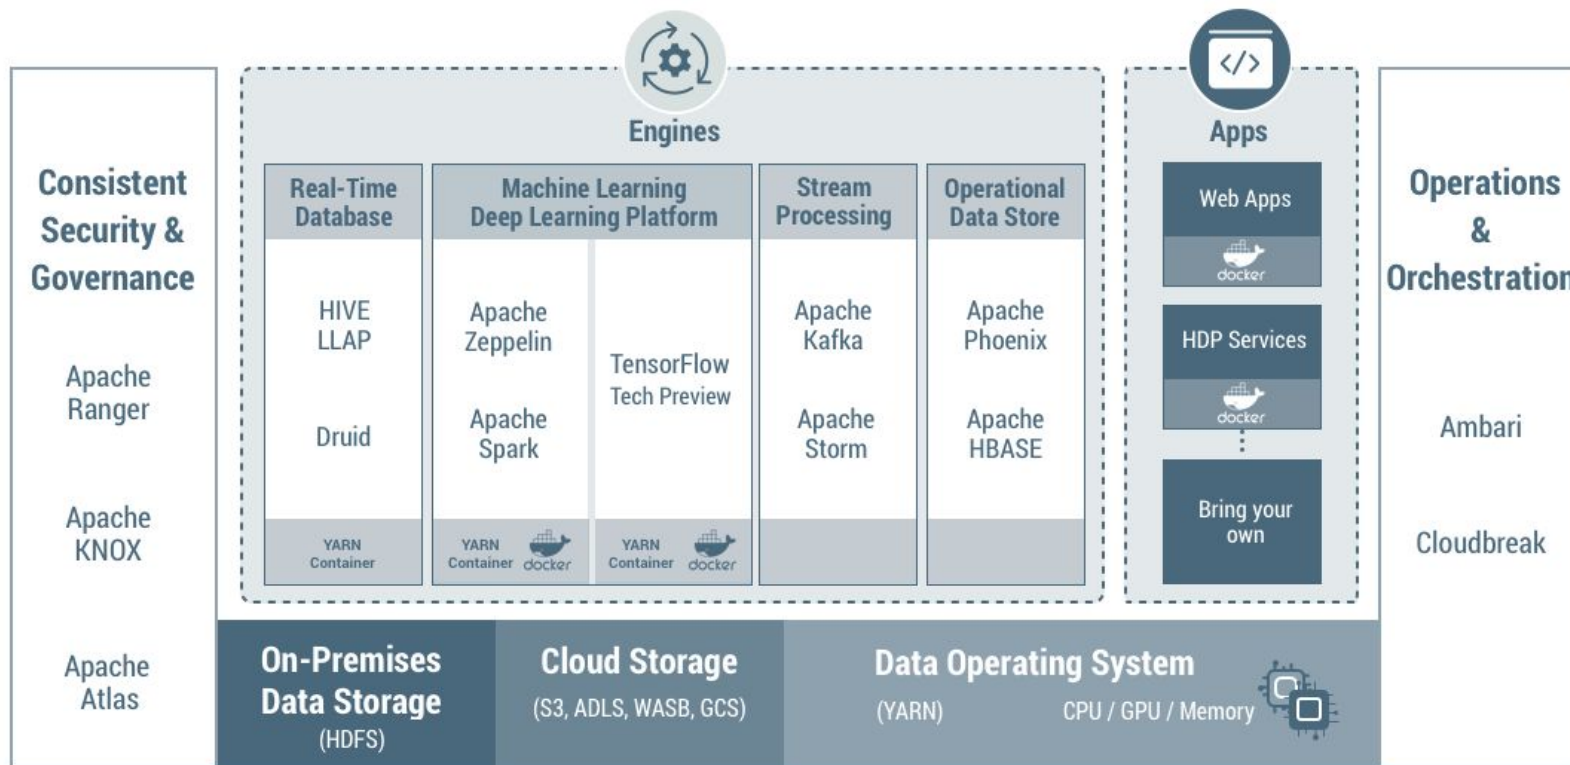 Consistent
Security &
Governance
Apache
Ranger
Apache
KNOX
Apache
Atlas
Engines
Real-Time
Database
HIVE
LLAP
Druid
YARN
Container
Machine Learning
Deep Learning Platform
Apache
Zeppelin
Apache
Spark
YARN
Container
docker
TensorFlow
Tech Preview
YARN
Container
docker
Stream
Processing
Apache
Kafka
Apache
Storm
Operational
Data Store
Apache
Phoenix
Apache
HBASE
</>
Apps
Web Apps
docker
HDP Services
docker
Bring your
own
Operations
&
Orchestration
Ambari
Cloudbreak
On-Premises
Data Storage
(HDFS)
Cloud Storage
(S3, ADLS, WASB, GCS)
Data Operating System
(YARN)
CPU / GPU / Memory